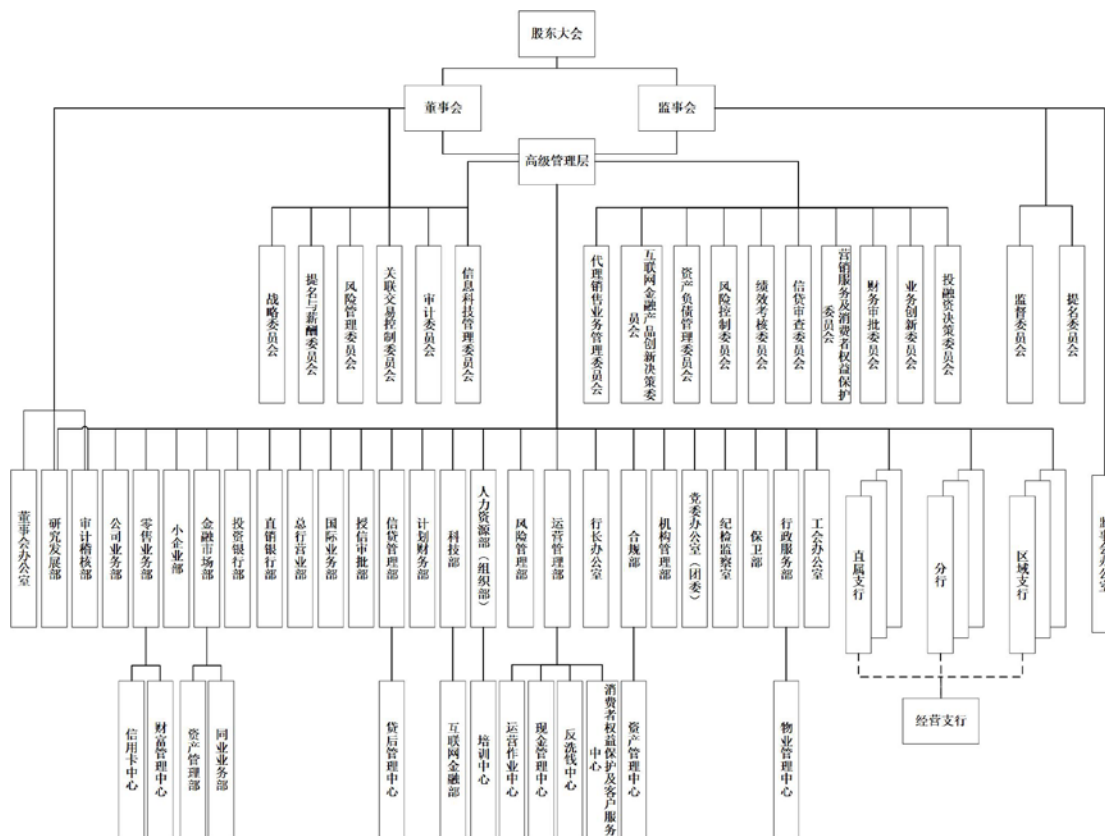 股东大会
董事会
监事会
高级管理层
战略委员会
提名与薪酬委员会
风险管理委员会
关联交易控制委员会
审计委员会
信息科技管理委员会
代理销售业务管理委员会
互联网金融产品创新决策委
员会
资产负债管理委员会
风险控制委员会
绩效考核委员会
信贷审查委员会
营销服务及消费者权益保护
委员会
财务审批委员会
业务创新委员会
投融资决策委员会
监督委员会
提名委员会
董事会办公室
研究发展部
审计稽核部
公司业务部
零售业务部
小企业部
金融市场部
投资银行部
直销银行部
总行营业部
国际业务部
授信审批部
信贷管理部
计划财务部
科技部
人力资源部（组织部）
风险管理部
运营管理部
行长办公室
合规部
机构管理部
党委办公室（团委）
纪检监察室
保卫部
行政服务部
工会办公室
直属支行
分行
区域支行
监事会办公室
信用卡中心
财富管理中心
资产管理部
同业业务部
贷后管理中心
互联网金融部
培训中心
运营作业中心
现金管理中心
反洗钱中心
消费者权益保护及客户服务
中心
资产管理中心
物业管理中心
经营支行